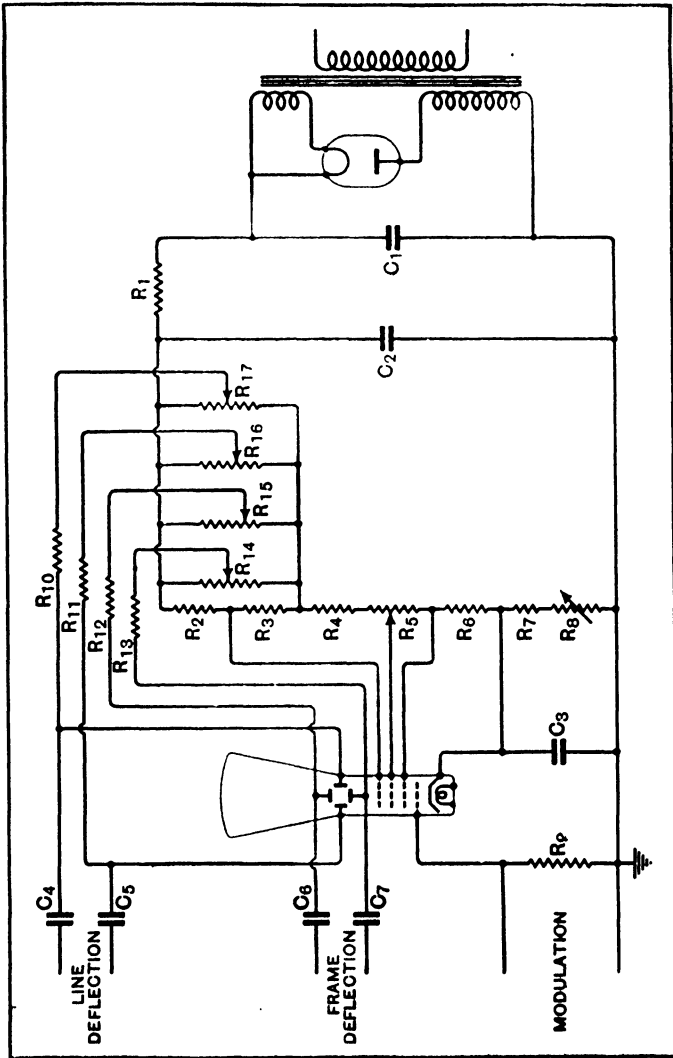 R1
R17
R16
R15
R14
R10
R11
R12
R13
C1
C2
R2
R3
R4
R5
R6
R7
R8
C3
R9
C4
C5
C6
C7
LINE
DEFLECTION
FRAME
DEFLECTION
MODULATION